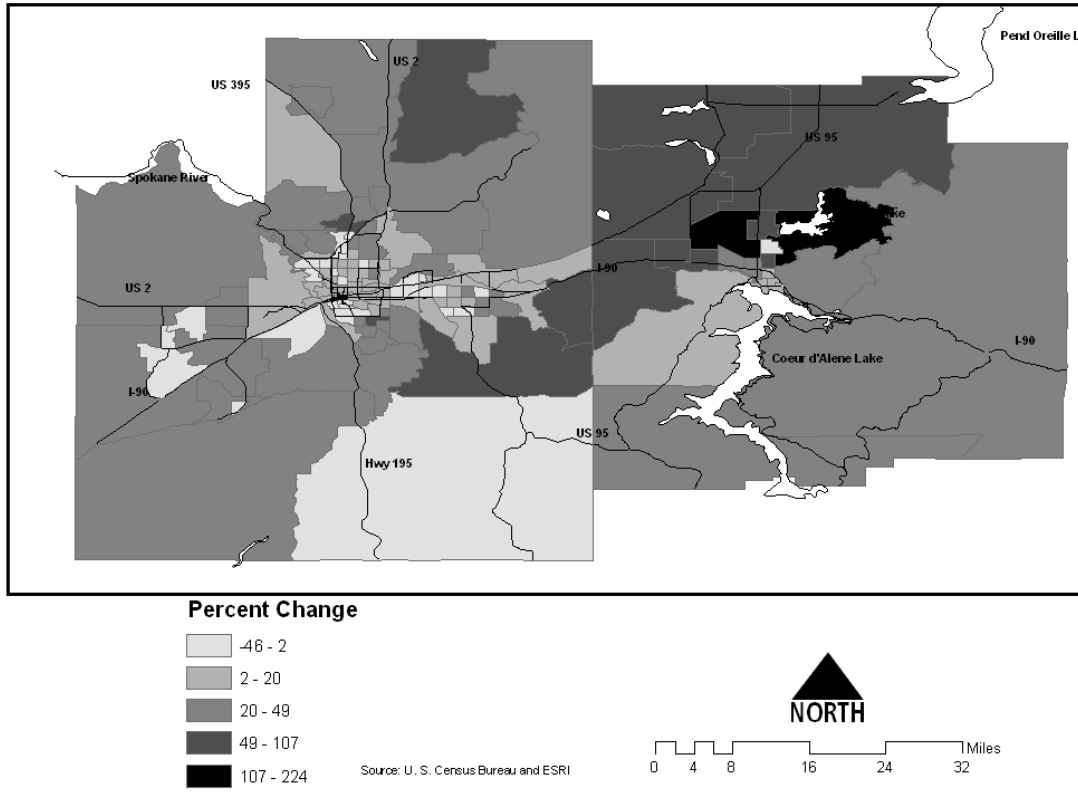 Pend Oreille L
US 2
US 395
US 95
Spokane River
ke
I-90
US 2
I-90
Coeur d'Alene Lake
I-90
US 95
Hwy 195
Percent Change
-46 - 2
2 - 20
20 - 49
49 - 107
107 - 224
NORTH
Source: U. S. Census Bureau and ESRI
Miles
0 4 8 16 24 32